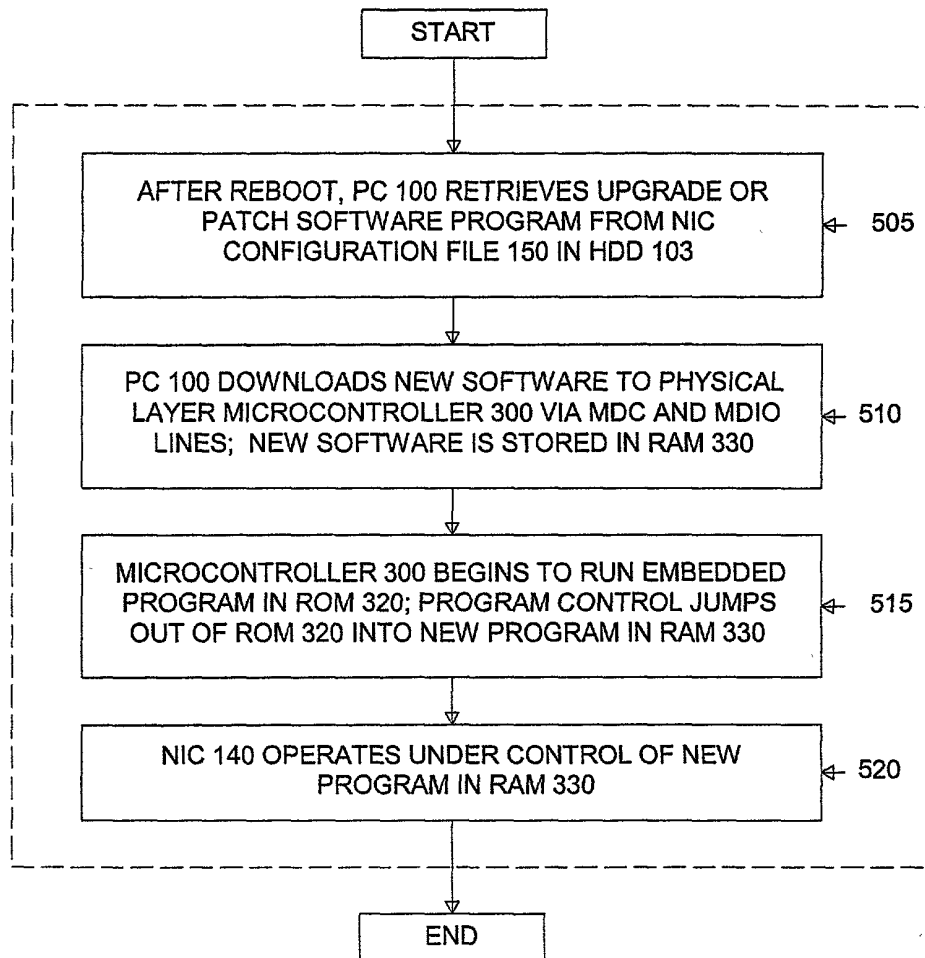 START
AFTER REBOOT, PC 100 RETRIEVES UPGRADE OR
PATCH SOFTWARE PROGRAM FROM NIC
CONFIGURATION FILE 150 IN HDD 103
505
PC 100 DOWNLOADS NEW SOFTWARE TO PHYSICAL
LAYER MICROCONTROLLER 300 VIA MDC AND MDIO
LINES; NEW SOFTWARE IS STORED IN RAM 330
510
MICROCONTROLLER 300 BEGINS TO RUN EMBEDDED
PROGRAM IN ROM 320; PROGRAM CONTROL JUMPS
OUT OF ROM 320 INTO NEW PROGRAM IN RAM 330
515
NIC 140 OPERATES UNDER CONTROL OF NEW
PROGRAM IN RAM 330
520
END